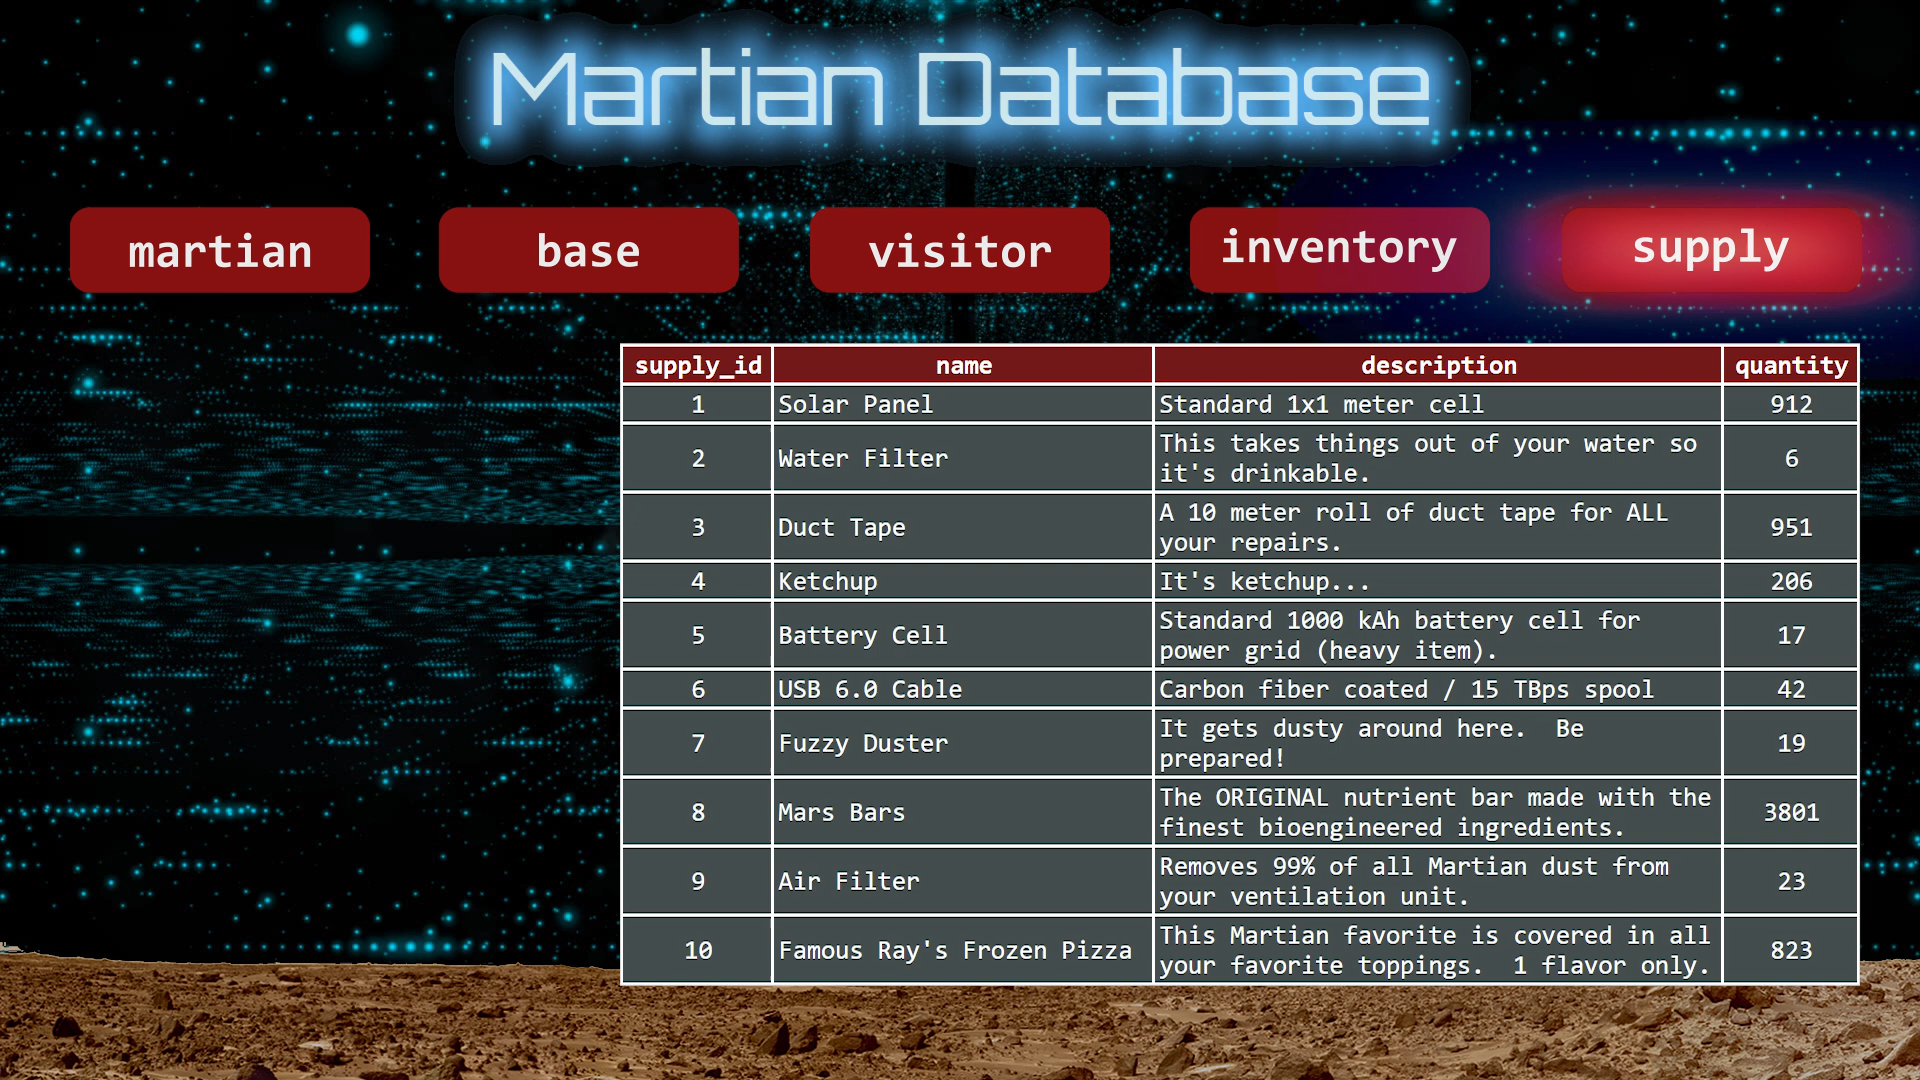 Martian Database
martian base visitor inventory supply
supply_id name description quantity
1 Solar Panel Standard 1x1 meter cell 912
2 Water Filter This takes things out of your water so
it's drinkable. 6
3 Duct Tape A 10 meter roll of duct tape for ALL
your repairs. 951
4 Ketchup It's ketchup... 206
5 Battery Cell Standard 1000 kAh battery cell for
power grid (heavy item). 17
6 USB 6.0 Cable Carbon fiber coated / 15 TBps spool 42
7 Fuzzy Duster It gets dusty around here.  Be
prepared! 19
8 Mars Bars The ORIGINAL nutrient bar made with the
finest bioengineered ingredients. 3801
9 Air Filter Removes 99% of all Martian dust from
your ventilation unit. 23
10 Famous Ray's Frozen Pizza This Martian favorite is covered in all
your favorite toppings.  1 flavor only. 823